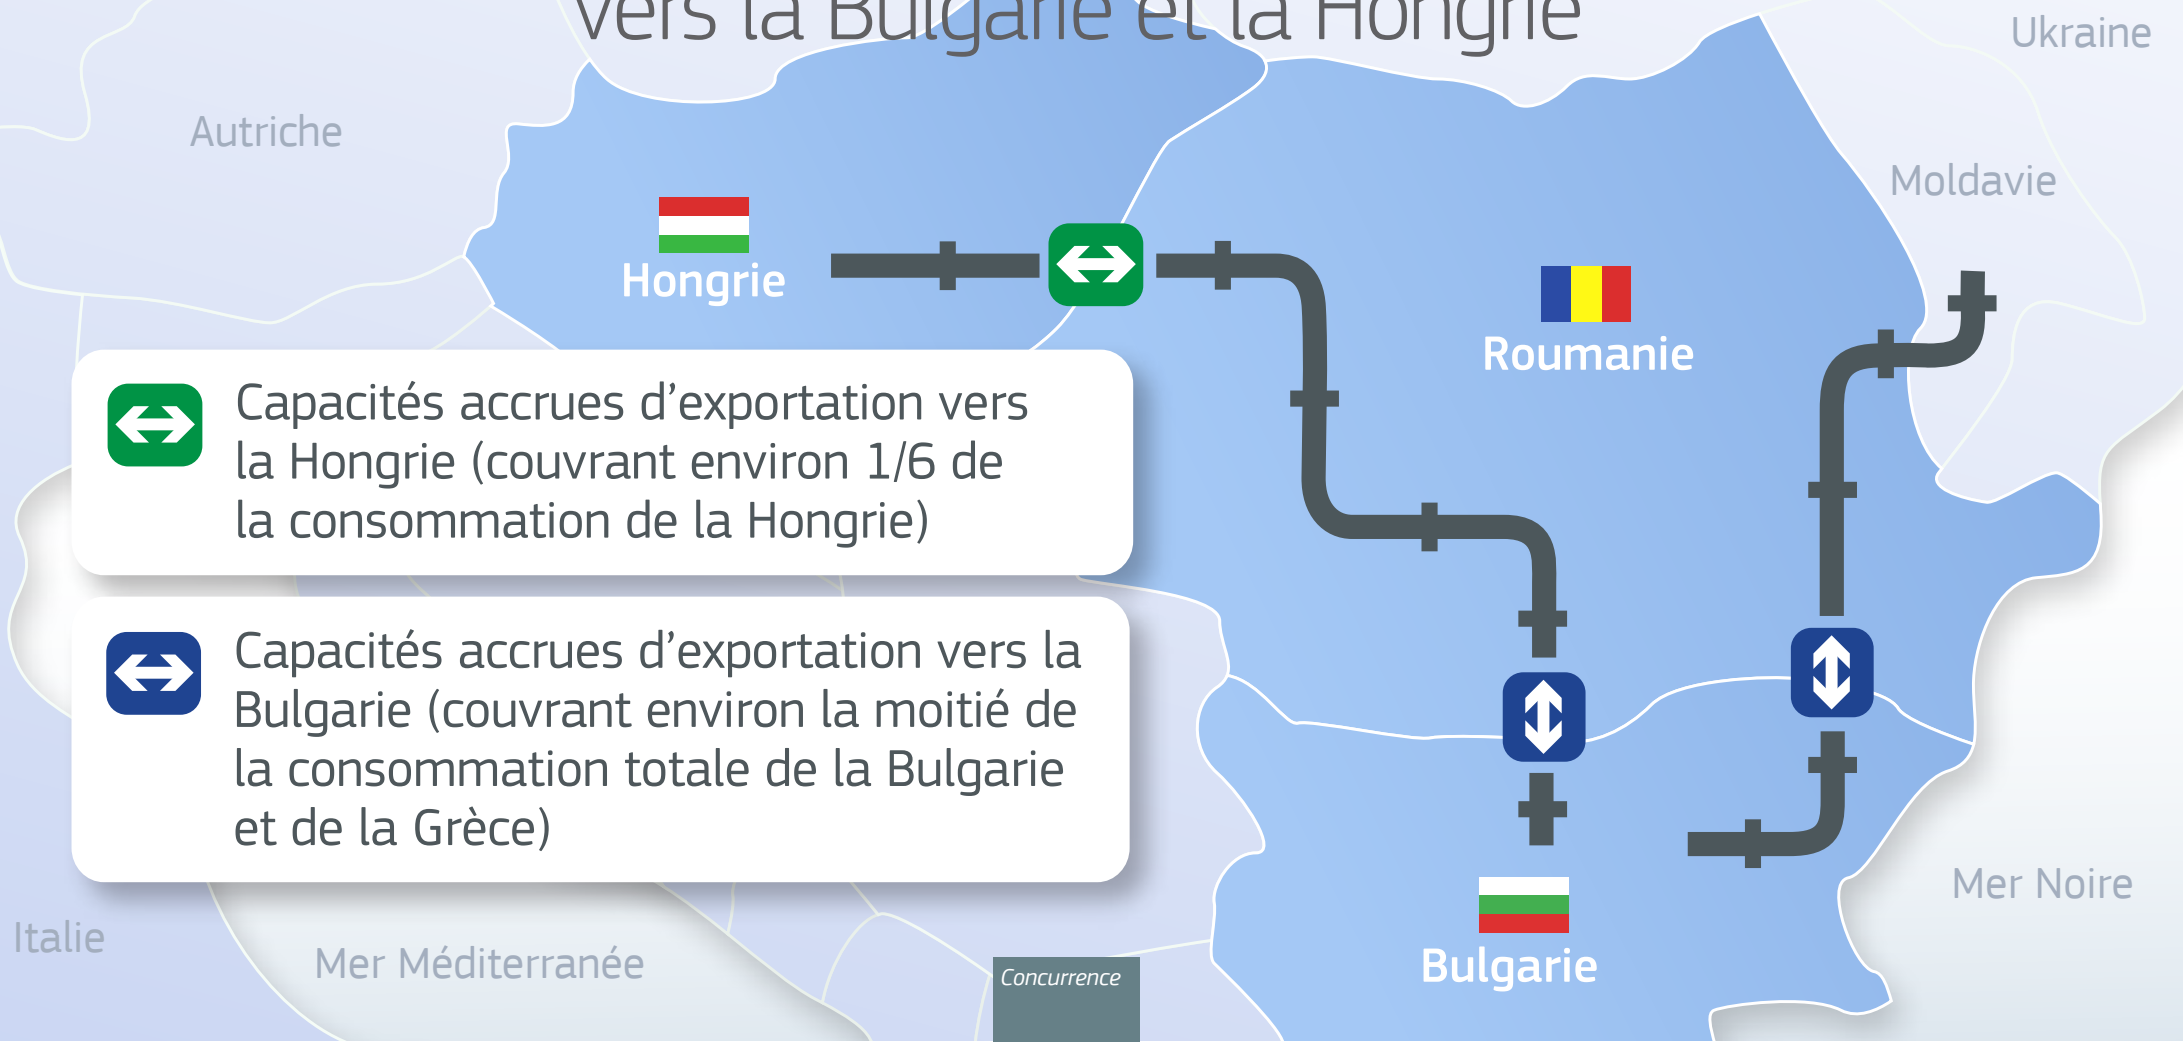 vers la Bulgarie et la Hongrie
Ukraine
Autriche
Moldavie
Hongrie
Roumanie
Capacités accrues d’exportation vers
la Hongrie (couvrant environ 1/6 de
la consommation de la Hongrie)
Capacités accrues d’exportation vers la
Bulgarie (couvrant environ la moitié de
la consommation totale de la Bulgarie
et de la Grèce)
Mer Noire
Italie
Mer Méditerranée
Bulgarie
Concurrence